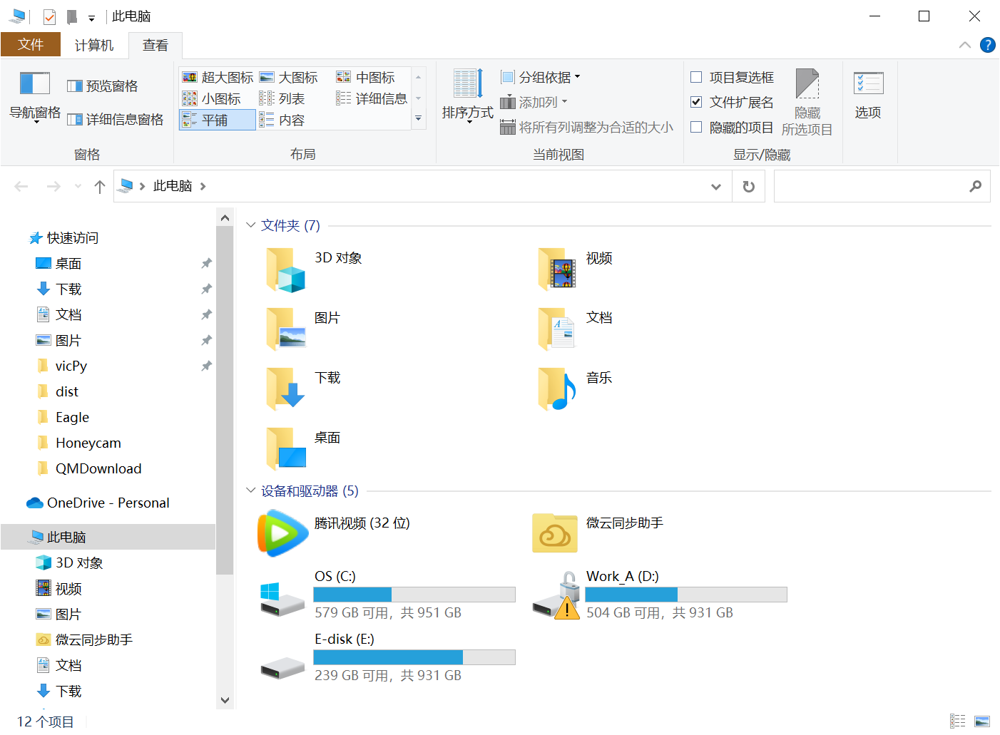 此电脑
文件 计算机 查看
导航窗格
预览窗格
详细信息窗格
窗格
超大图标 大图标 中图标
小图标 列表 详细信息
平铺 内容
布局
排序方式
分组依据
添加列
将所有列调整为合适的大小
当前视图
项目复选框
文件扩展名
隐藏的项目
隐藏
所选项目
显示/隐藏
选项
此电脑
快速访问
桌面
下载
文档
图片
vicPy
dist
Eagle
Honeycam
QMDownload
OneDrive - Personal
此电脑
3D 对象
视频
图片
微云同步助手
文档
下载
文件夹 (7)
3D 对象
视频
图片
文档
下载
音乐
桌面
设备和驱动器 (5)
腾讯视频 (32 位)
微云同步助手
OS (C:)
579 GB 可用，共 951 GB
Work_A (D:)
504 GB 可用，共 931 GB
E-disk (E:)
239 GB 可用，共 931 GB
12 个项目